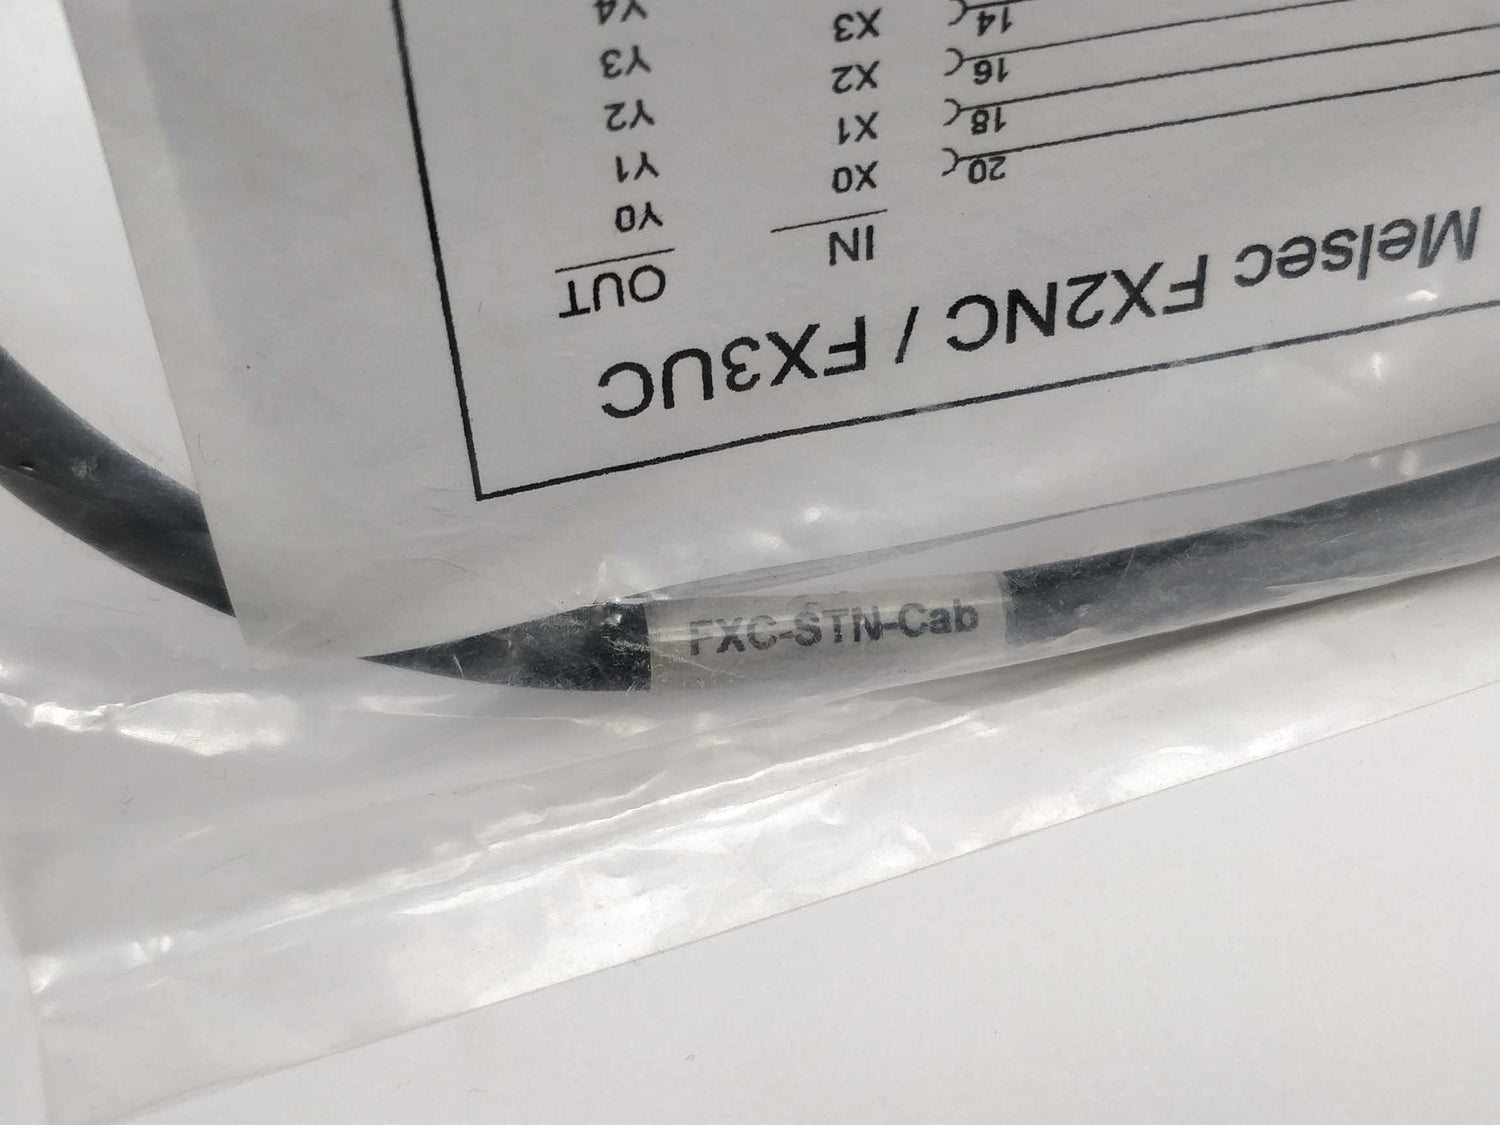 Melsec FX2NC / FX3UC
IN OUT
20 X0 Y0
18 X1 Y1
16 X2 Y2
14 X3 Y3
Y4
FXC-STN-Cab